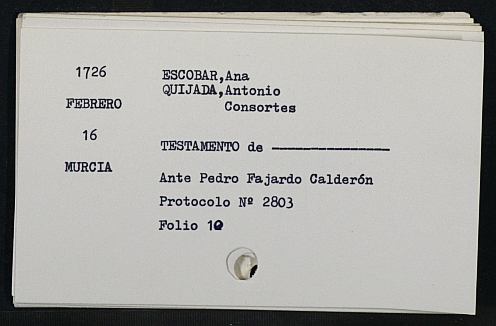 1726
FEBRERO
16
MURCIA
ESCOBAR,Ana
QUIJADA,Antonio
Consortes
TESTAMENTO de ----------------
Ante Pedro Fajardo Calderón
Protocolo Nº 2803
Folio